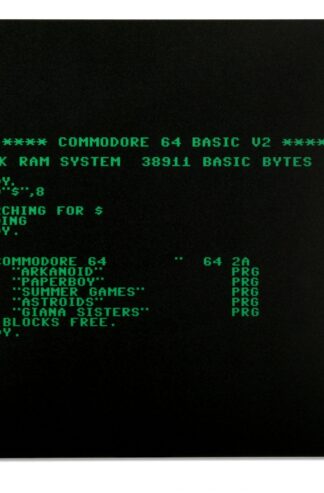 **** COMMODORE 64 BASIC V2 ****
K RAM SYSTEM 38911 BASIC BYTES
Y.
"$",8
RCHING FOR $
ING
Y.
COMMODORE 64 " 64 2A
"ARKANOID" PRG
"PAPERBOY" PRG
"SUMMER GAMES" PRG
"ASTROIDS" PRG
"GIANA SISTERS" PRG
BLOCKS FREE.
Y.